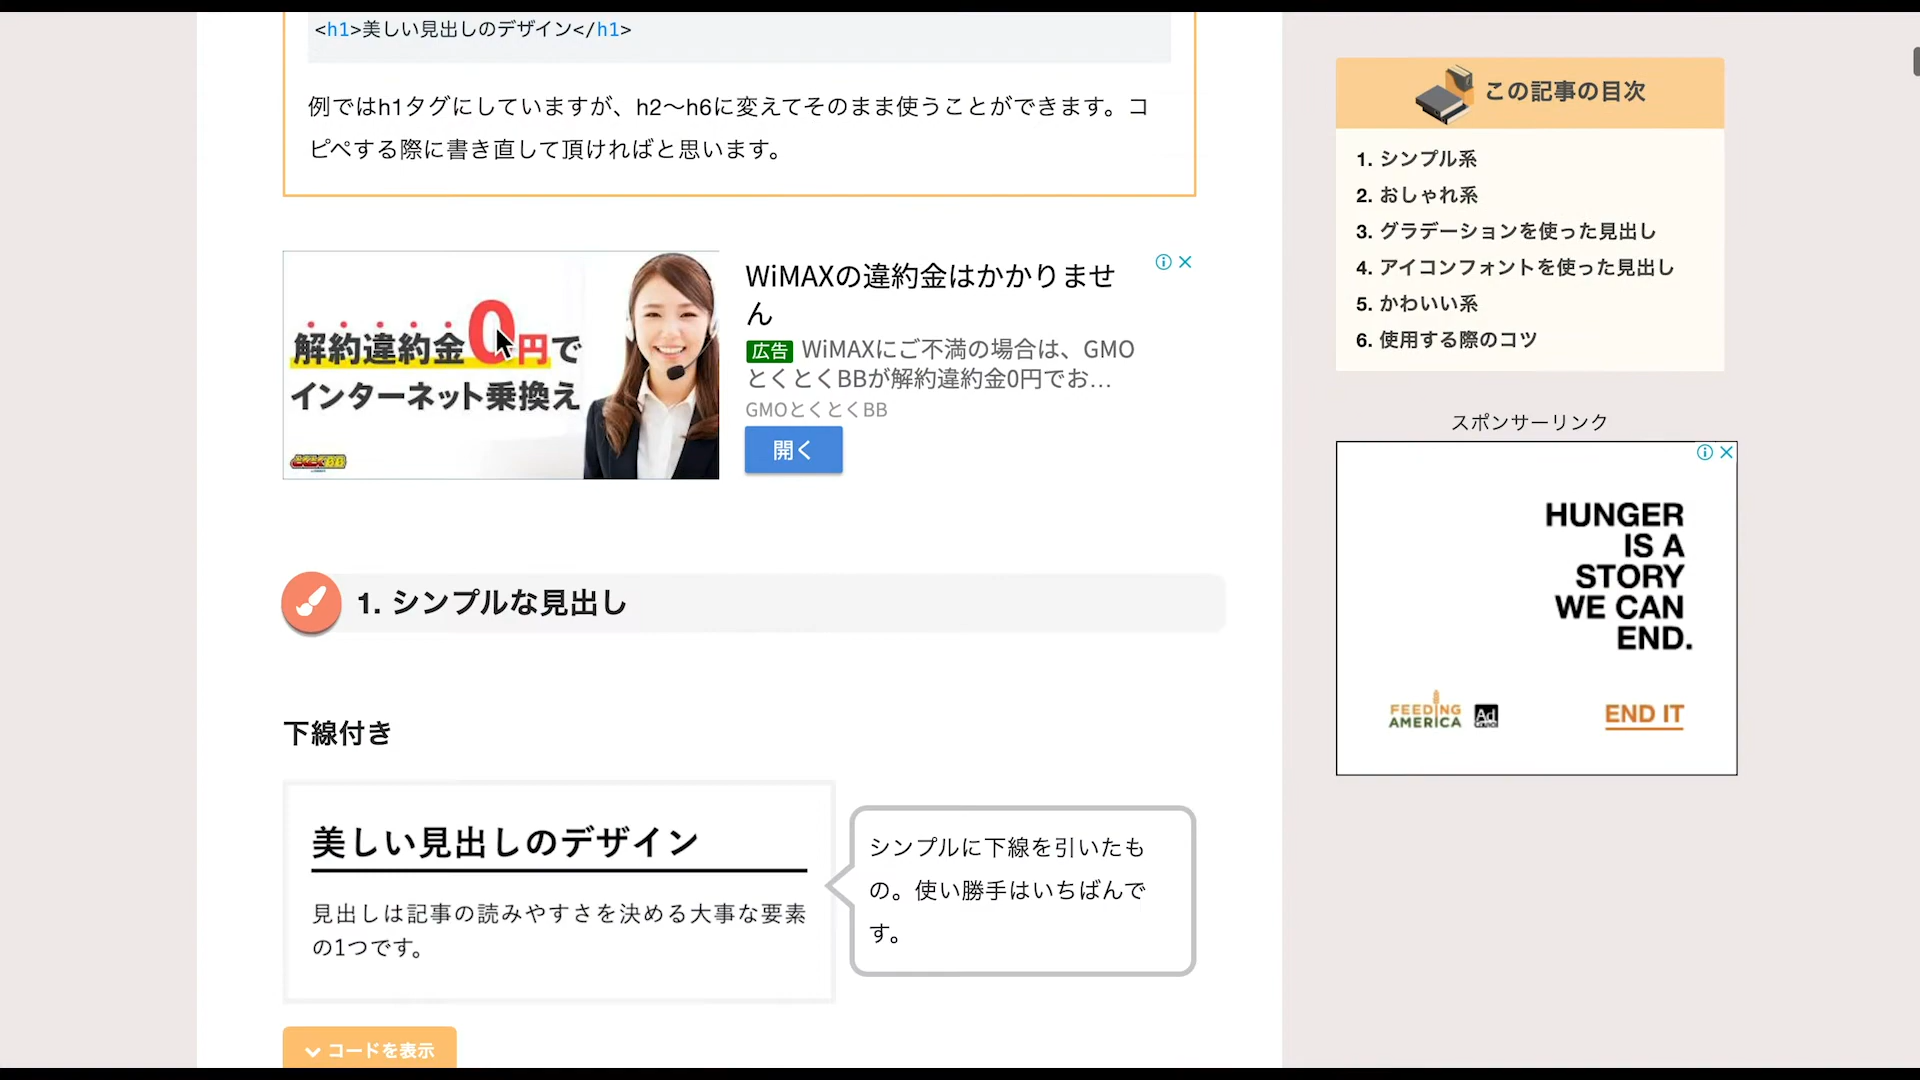 <h1>美しい見出しのデザイン</h1>
例ではh1タグにしていますが、h2〜h6に変えてそのまま使うことができます。コ
ピペする際に書き直して頂ければと思います。
解約違約金0円で
インターネット乗換え
とくとくBB
WiMAXの違約金はかかりませ
ん
広告 WiMAXにご不満の場合は、GMO
とくとくBBが解約違約金0円でお...
GMOとくとくBB
開く
1. シンプルな見出し
下線付き
美しい見出しのデザイン
見出しは記事の読みやすさを決める大事な要素
の1つです。
シンプルに下線を引いたも
の。使い勝手はいちばんで
す。
コードを表示
この記事の目次
1. シンプル系
2. おしゃれ系
3. グラデーションを使った見出し
4. アイコンフォントを使った見出し
5. かわいい系
6. 使用する際のコツ
スポンサーリンク
HUNGER
IS A
STORY
WE CAN
END.
FEEDING
AMERICA
Ad
Council
END IT